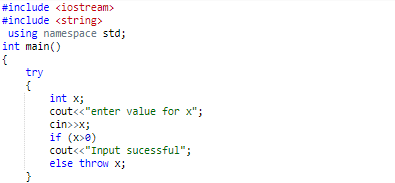 #include <iostream>
#include <string>
using namespace std;
int main()
{
try
{
int x;
cout<<"enter value for x";
cin>>x;
if (x>0)
cout<<"Input sucessful";
else throw x;
}